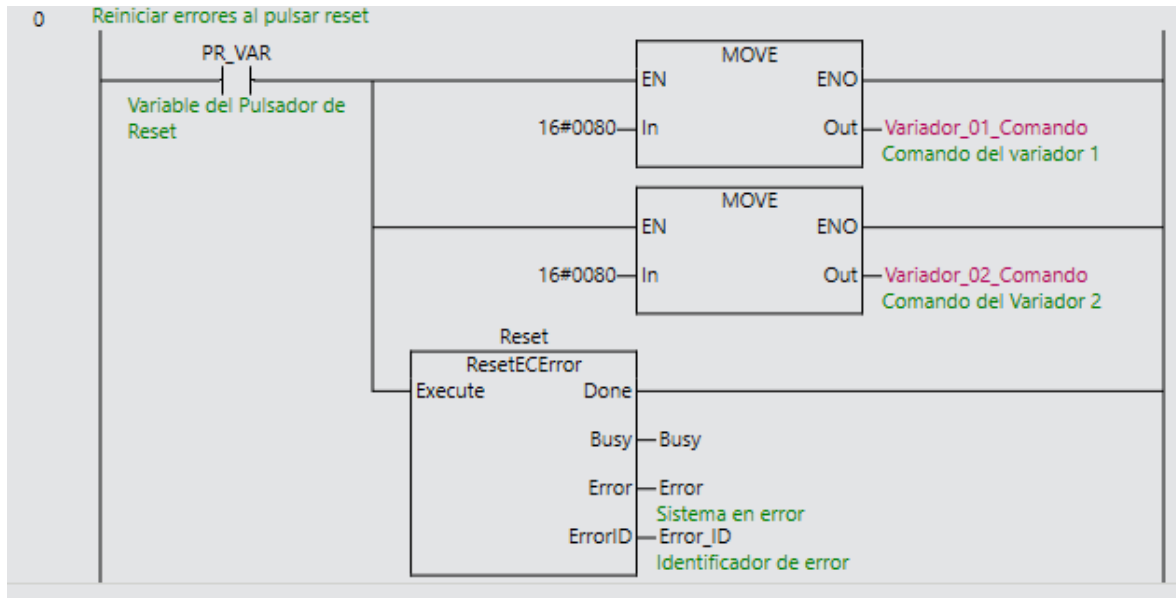 0 Reiniciar errores al pulsar reset
PR_VAR
Variable del Pulsador de
Reset
MOVE
EN ENO
16#0080 In Out Variador_01_Comando
Comando del variador 1
MOVE
EN ENO
16#0080 In Out Variador_02_Comando
Comando del Variador 2
Reset
ResetECError
Execute Done
Busy Busy
Error Error
Sistema en error
ErrorID Error_ID
Identificador de error